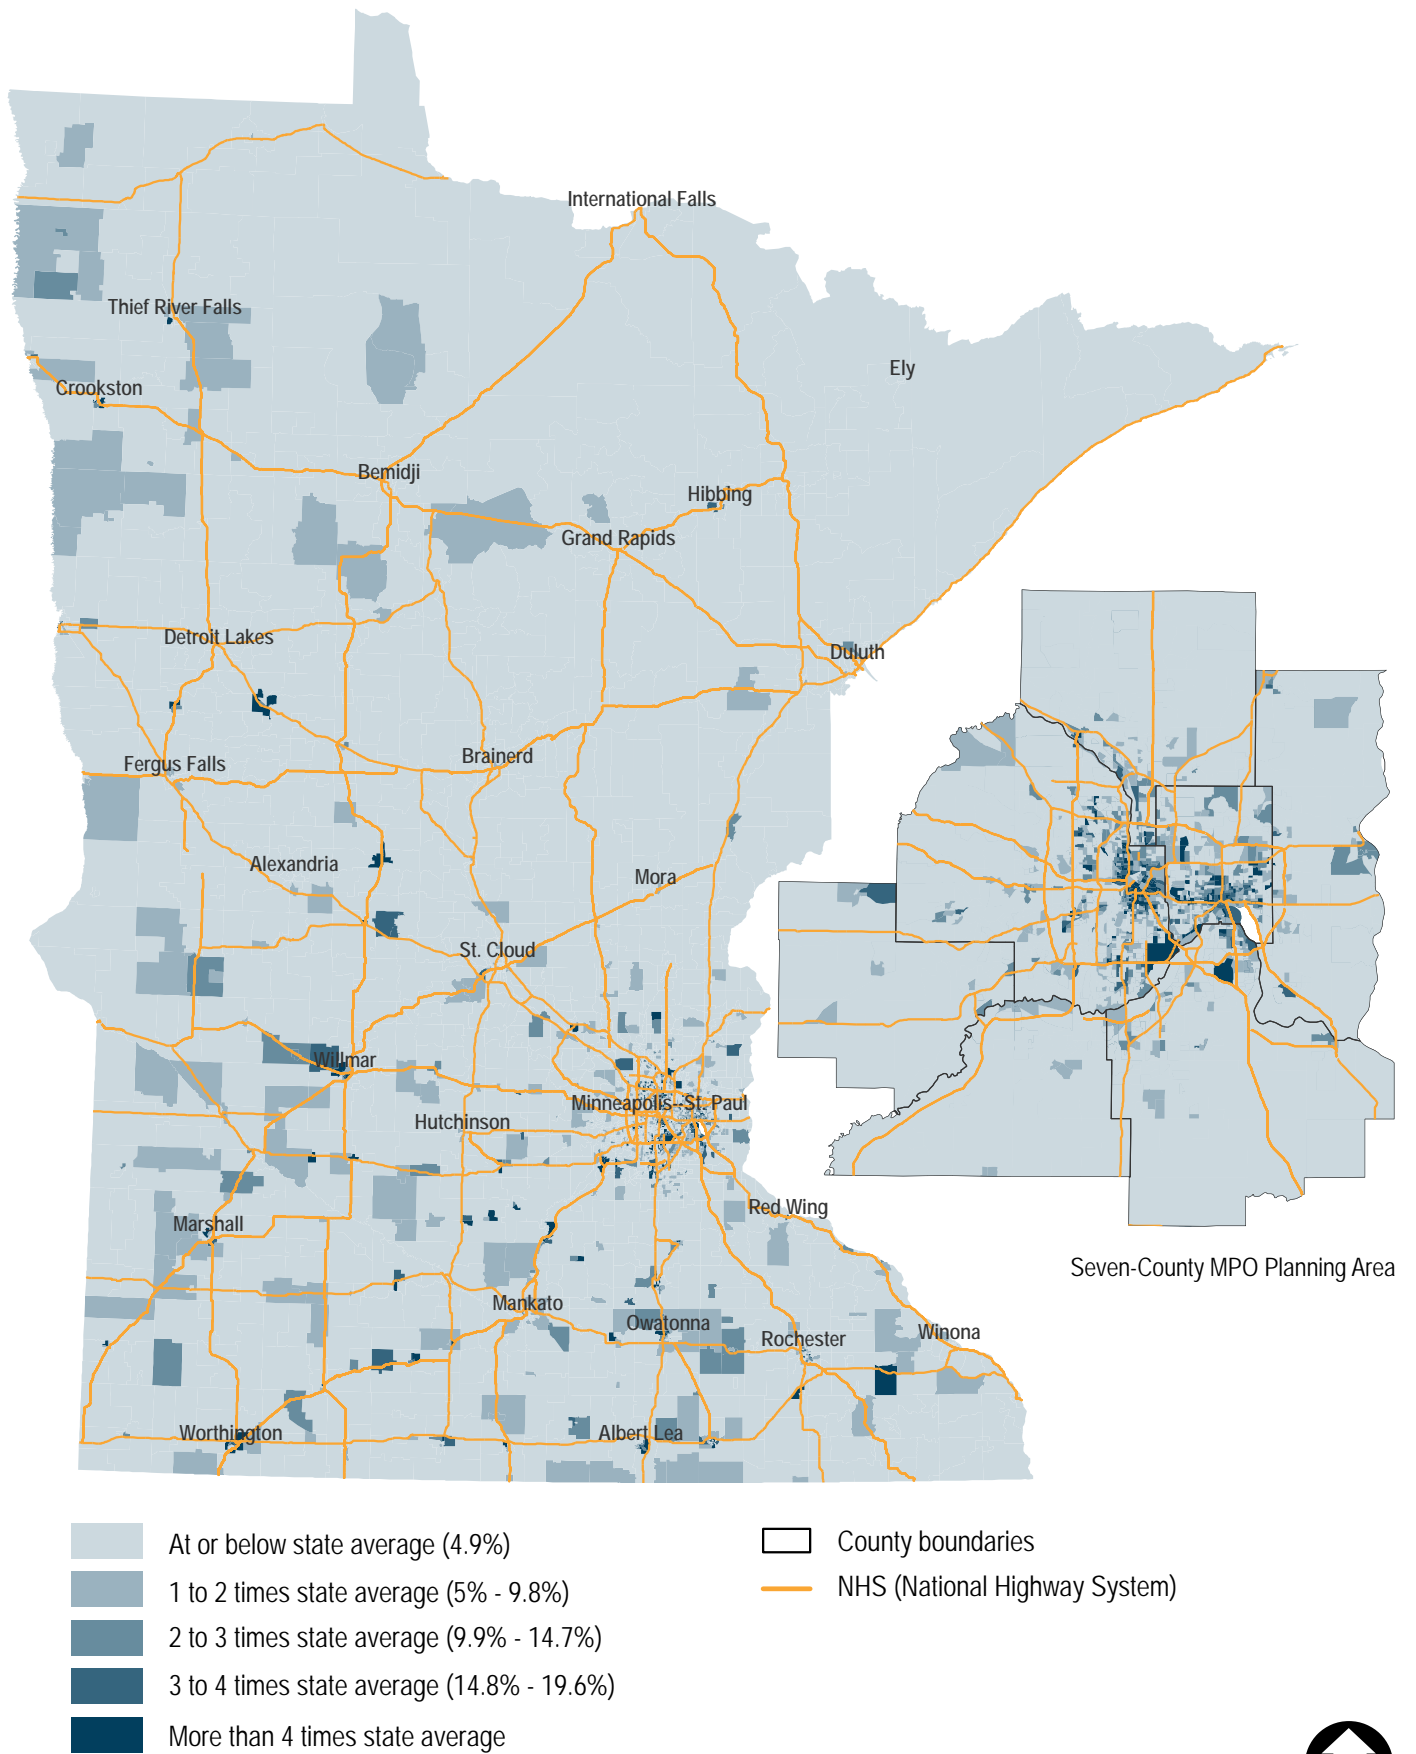 International Falls
Thief River Falls
Ely
Crookston
Bemidji
Hibbing
Grand Rapids
Detroit Lakes
Duluth
Brainerd
Fergus Falls
Alexandria
Mora
St. Cloud
Willmar
Minneapolis--St. Paul
Hutchinson
Red Wing
Marshall
Seven-County MPO Planning Area
Mankato
Owatonna
Rochester
Winona
Worthington
Albert Lea
At or below state average (4.9%)
1 to 2 times state average (5% - 9.8%)
2 to 3 times state average (9.9% - 14.7%)
3 to 4 times state average (14.8% - 19.6%)
More than 4 times state average
County boundaries
NHS (National Highway System)